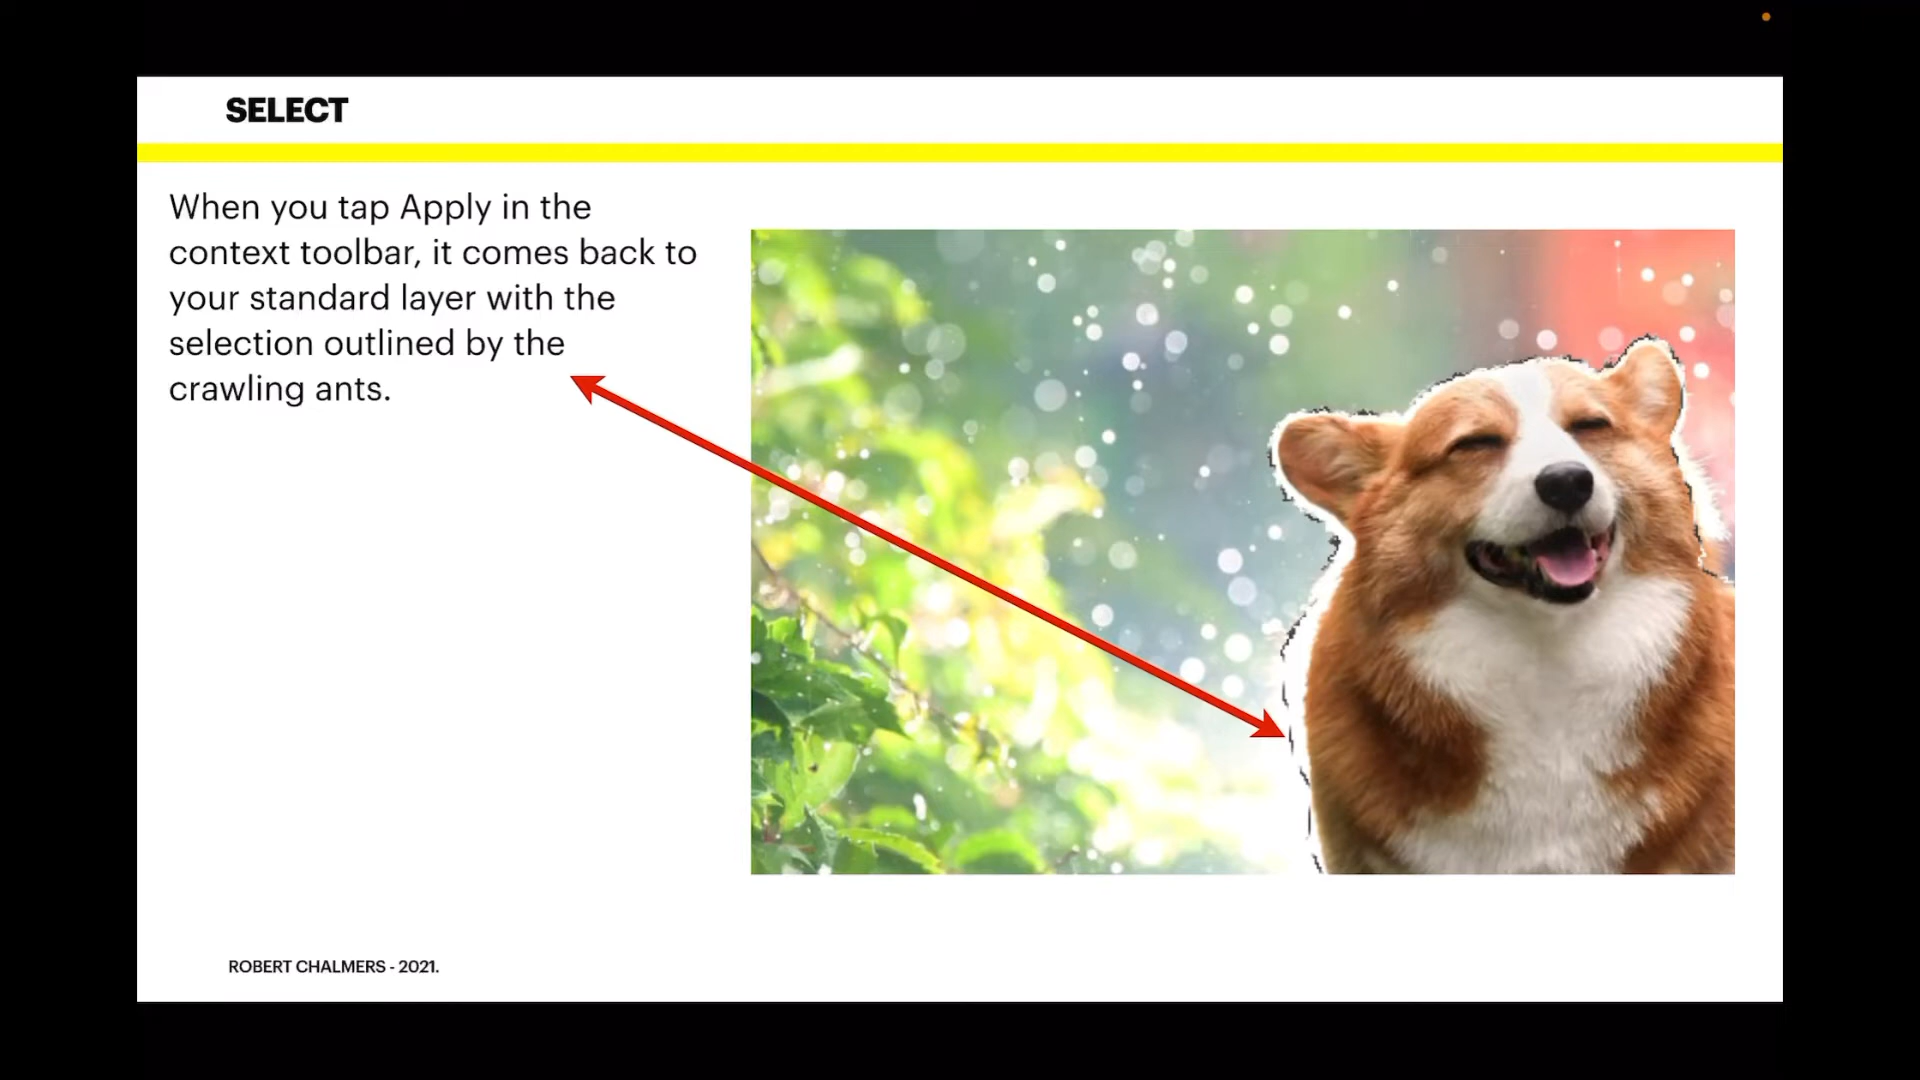 SELECT
When you tap Apply in the
context toolbar, it comes back to
your standard layer with the
selection outlined by the
crawling ants.
ROBERT CHALMERS - 2021.